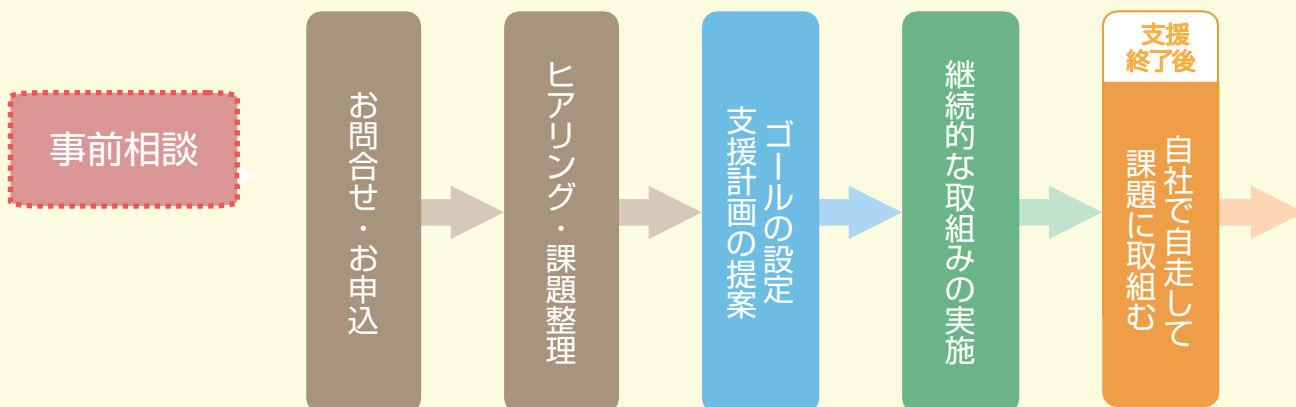 事前相談
お問合せ・お申込
ヒアリング・課題整理
ゴールの設定
支援計画の提案
継続的な取組みの実施
支援
終了後
自社で自走して
課題に取組む